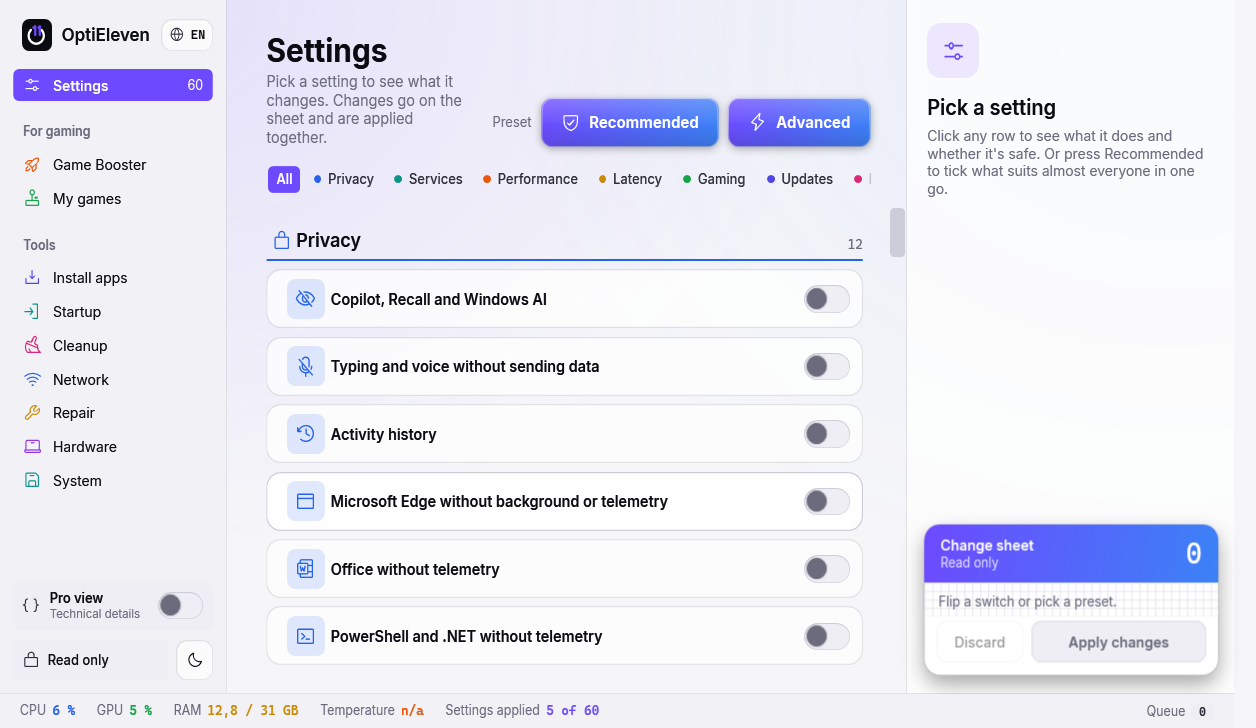 OptiEleven
EN
Settings 60
For gaming
Game Booster
My games
Tools
Install apps
Startup
Cleanup
Network
Repair
Hardware
System
Pro view
Technical details
Read only
Settings
Pick a setting to see what it
changes. Changes go on the
sheet and are applied
together.
Preset
Recommended
Advanced
All
Privacy
Services
Performance
Latency
Gaming
Updates
Privacy 12
Copilot, Recall and Windows AI
Typing and voice without sending data
Activity history
Microsoft Edge without background or telemetry
Office without telemetry
PowerShell and .NET without telemetry
Pick a setting
Click any row to see what it does and
whether it's safe. Or press Recommended
to tick what suits almost everyone in one
go.
Change sheet
Read only
0
Flip a switch or pick a preset.
Discard
Apply changes
CPU 6 % GPU 5 % RAM 12,8 / 31 GB Temperature n/a Settings applied 5 of 60 Queue 0